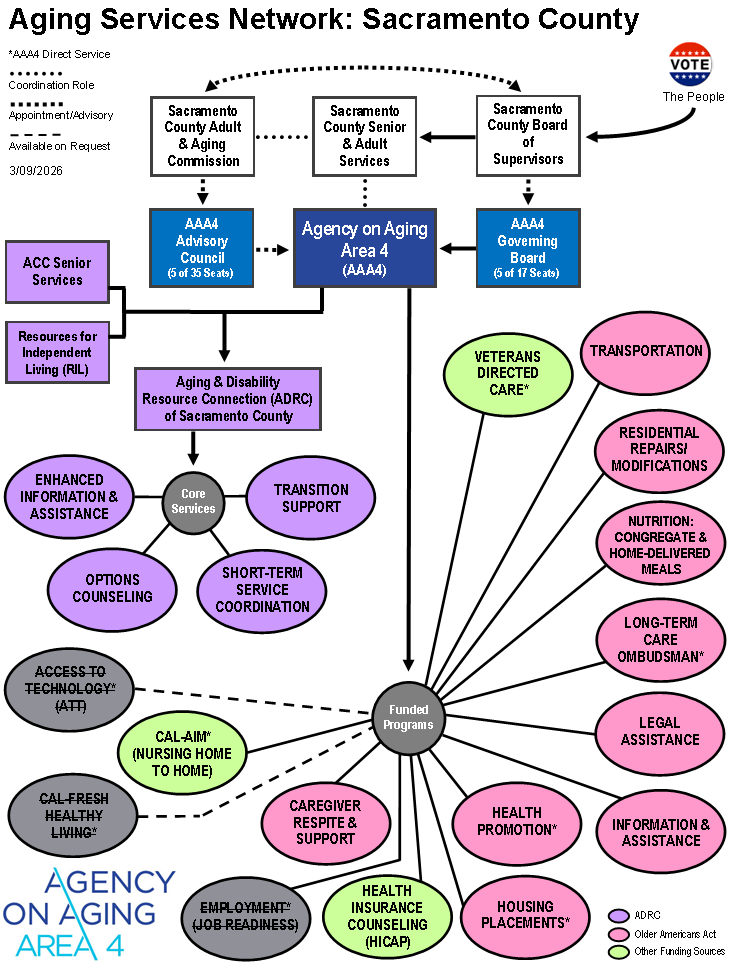 Aging Services Network: Sacramento County
*AAA4 Direct Service
Coordination Role
Appointment/Advisory
Available on Request
3/09/2026
VOTE
The People
Sacramento
County Adult
& Aging
Commission
Sacramento
County Senior
& Adult
Services
Sacramento
County Board
of
Supervisors
AAA4
Advisory
Council
(5 of 35 Seats)
Agency on Aging
Area 4
(AAA4)
AAA4
Governing
Board
(5 of 17 Seats)
ACC Senior
Services
Resources for
Independent
Living (RIL)
Aging & Disability
Resource Connection (ADRC)
of Sacramento County
Core
Services
ENHANCED
INFORMATION &
ASSISTANCE
TRANSITION
SUPPORT
OPTIONS
COUNSELING
SHORT-TERM
SERVICE
COORDINATION
VETERANS
DIRECTED
CARE*
TRANSPORTATION
RESIDENTIAL
REPAIRS/
MODIFICATIONS
NUTRITION:
CONGREGATE &
HOME-DELIVERED
MEALS
LONG-TERM
CARE
OMBUDSMAN*
LEGAL
ASSISTANCE
INFORMATION &
ASSISTANCE
Funded
Programs
ACCESS TO
TECHNOLOGY*
(ATT)
CAL-AIM*
(NURSING HOME
TO HOME)
CAL-FRESH
HEALTHY
LIVING*
CAREGIVER
RESPITE &
SUPPORT
HEALTH
PROMOTION*
EMPLOYMENT*
(JOB READINESS)
HEALTH
INSURANCE
COUNSELING
(HICAP)
HOUSING
PLACEMENTS*
AGENCY
ON AGING
AREA 4
ADRC
Older Americans Act
Other Funding Sources